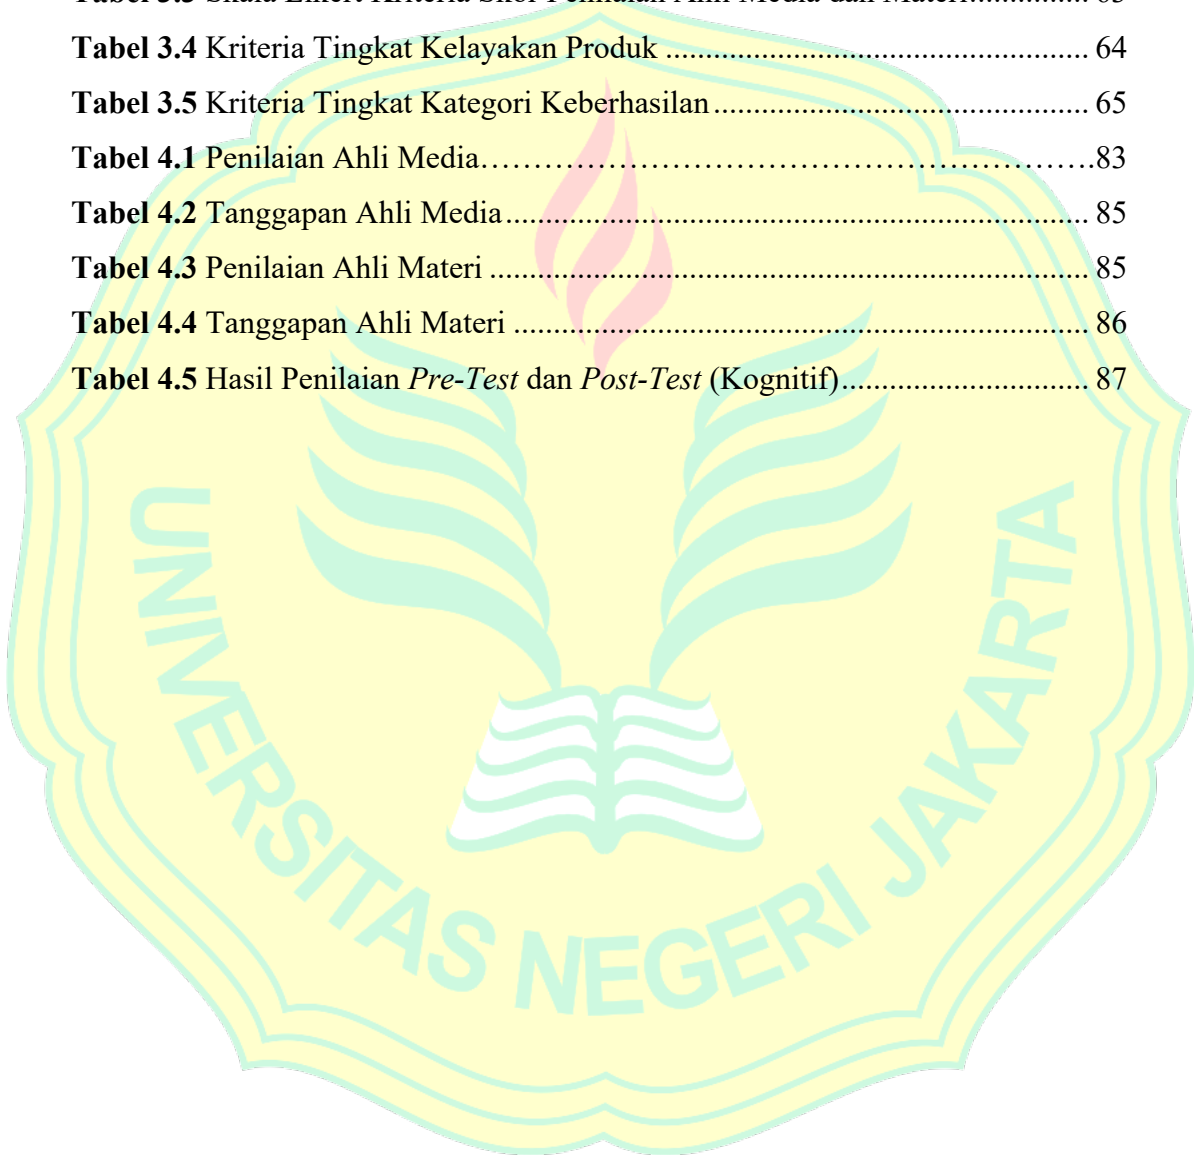 Tabel 3.4 Kriteria Tingkat Kelayakan Produk ........................................................ 64
Tabel 3.5 Kriteria Tingkat Kategori Keberhasilan .................................................. 65
Tabel 4.1 Penilaian Ahli Media……………………………………………………….83
Tabel 4.2 Tanggapan Ahli Media ............................................................................ 85
Tabel 4.3 Penilaian Ahli Materi .............................................................................. 85
Tabel 4.4 Tanggapan Ahli Materi ........................................................................... 86
Tabel 4.5 Hasil Penilaian Pre-Test dan Post-Test (Kognitif) ................................ 87
UNIVERSITAS NEGERI JAKARTA